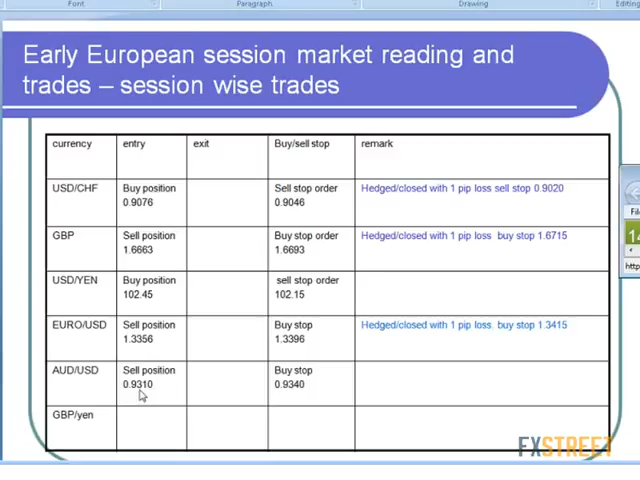 Font
Paragraph
Drawing
Editing
Early European session market reading and
trades – session wise trades
currency entry exit Buy/sell stop remark
USD/CHF Buy position Sell stop order Hedged/closed with 1 pip loss sell stop 0.9020
0.9076 0.9046
GBP Sell position Buy stop order Hedged/closed with 1 pip loss buy stop 1.6715
1.6663 1.6693
USD/YEN Buy position sell stop order
102.45 102.15
EURO/USD Sell position Buy stop Hedged/closed with 1 pip loss buy stop 1.3415
1.3356 1.3396
AUD/USD Sell position Buy stop
0.9310 0.9340
GBP/yen
Fil
14
http
FXSTREET